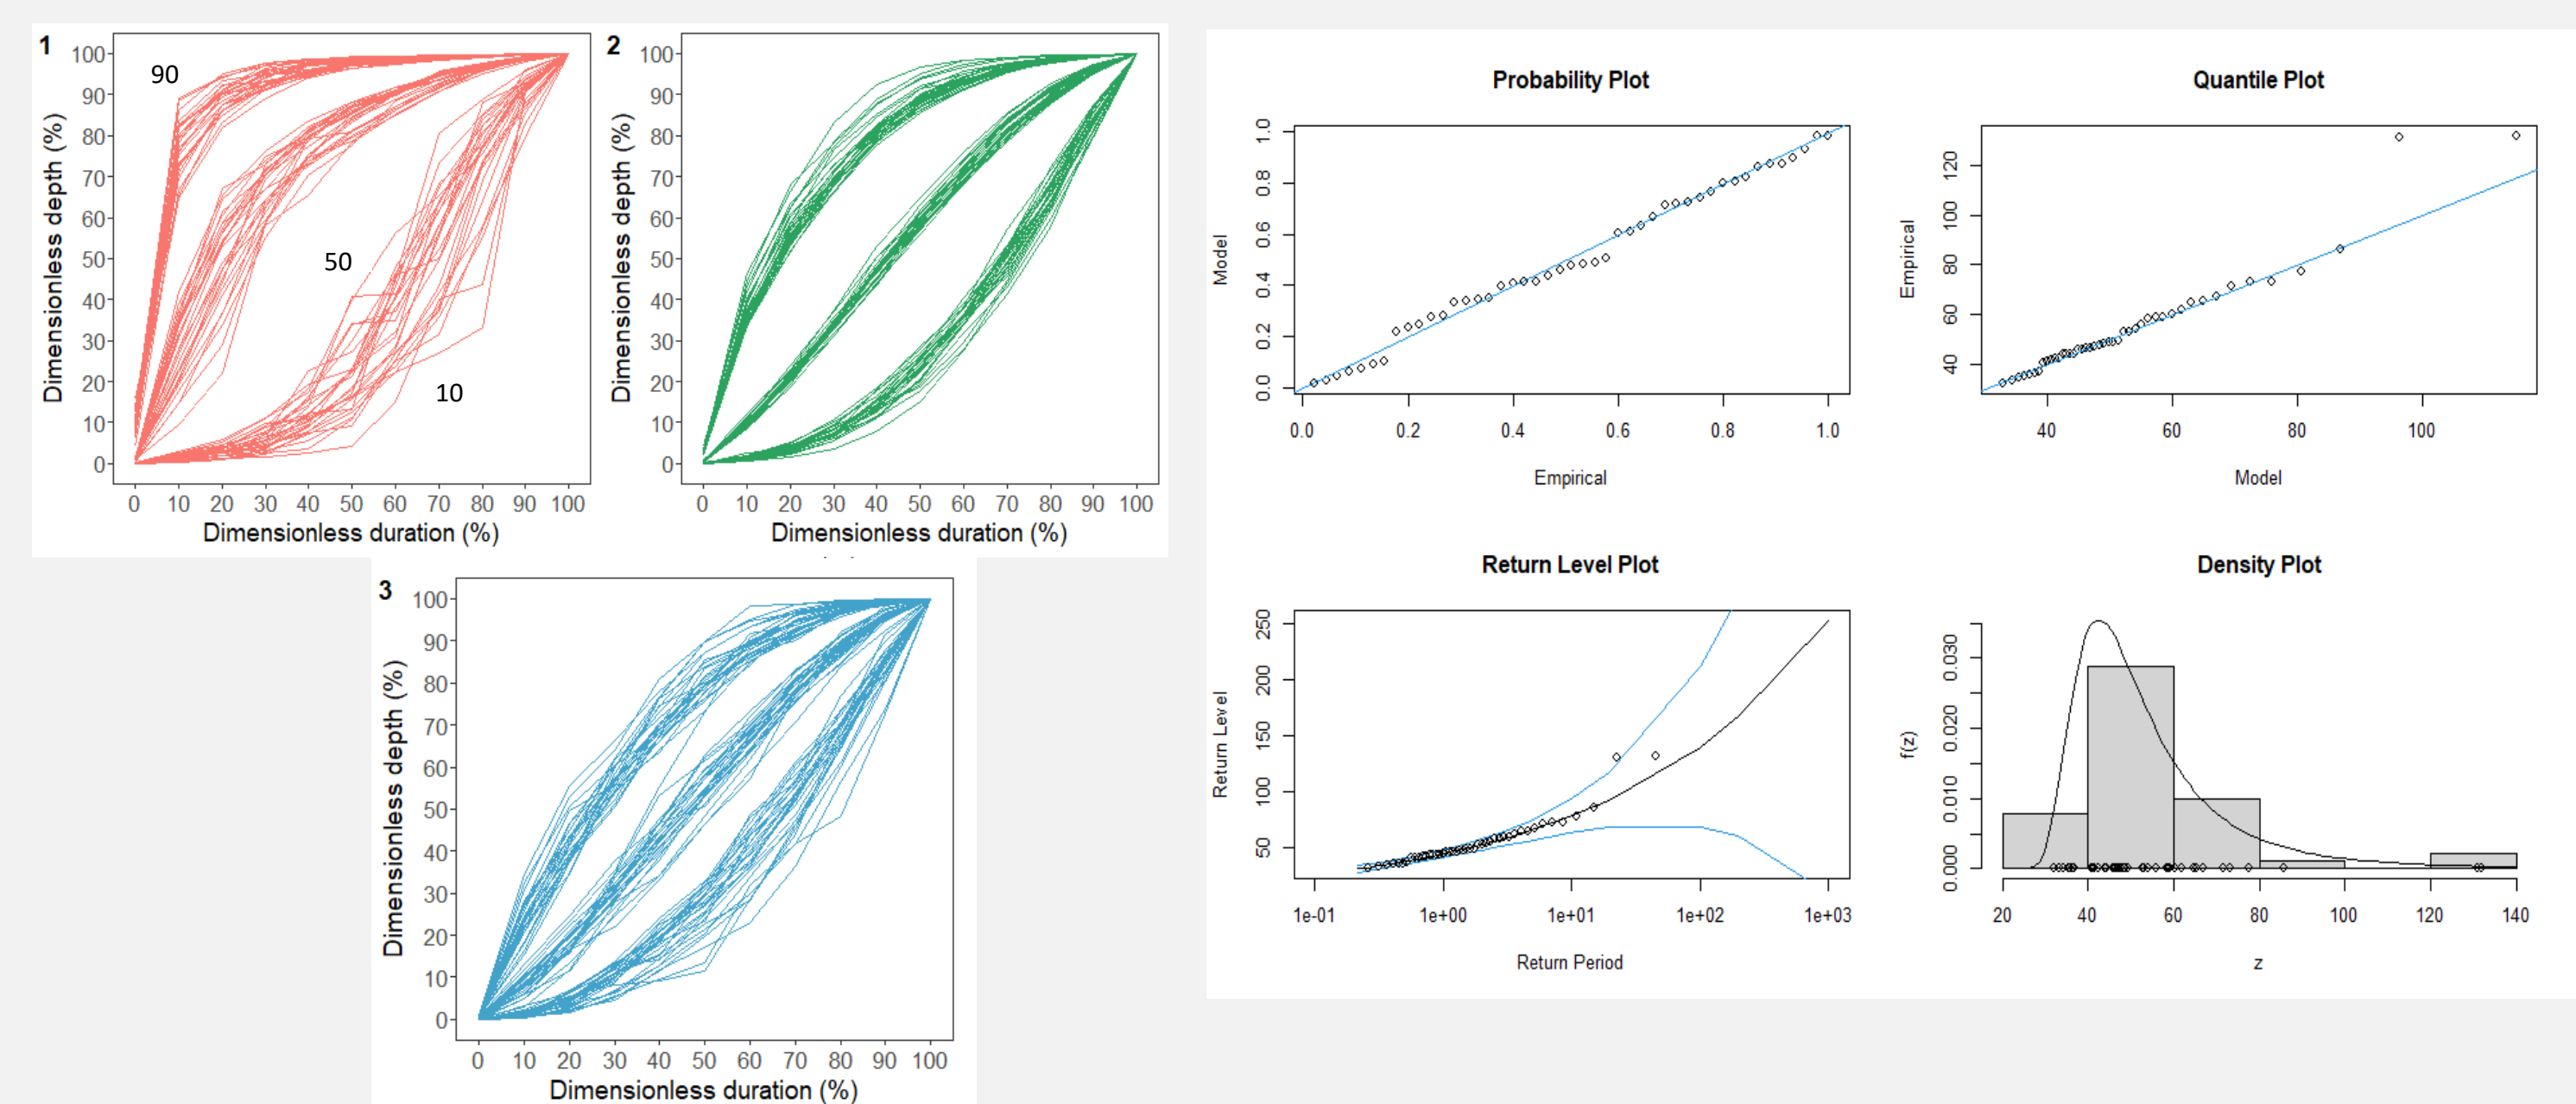 1
100
90
80
70
60
50
40
30
20
10
0
90
50
10
Dimensionless depth (%)
0 10 20 30 40 50 60 70 80 90 100
Dimensionless duration (%)
2
100
90
80
70
60
50
40
30
20
10
0
Dimensionless depth (%)
0 10 20 30 40 50 60 70 80 90 100
Dimensionless duration (%)
3
100
90
80
70
60
50
40
30
20
10
0
Dimensionless depth (%)
0 10 20 30 40 50 60 70 80 90 100
Dimensionless duration (%)
Probability Plot
Model
0.0 0.2 0.4 0.6 0.8 1.0
0.0 0.2 0.4 0.6 0.8 1.0
Empirical
Quantile Plot
Empirical
40 60 80 100 120
40 60 80 100
Model
Return Level Plot
Return Level
50 100 150 200 250
1e-01 1e+00 1e+01 1e+02 1e+03
Return Period
Density Plot
f(z)
0.000 0.010 0.020 0.030
20 40 60 80 100 120 140
z